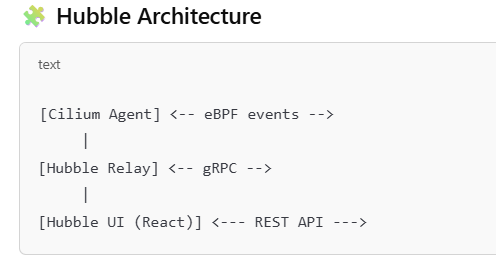 Hubble Architecture
text
[Cilium Agent] <-- eBPF events -->
|
[Hubble Relay] <-- gRPC -->
|
[Hubble UI (React)] <--- REST API --->